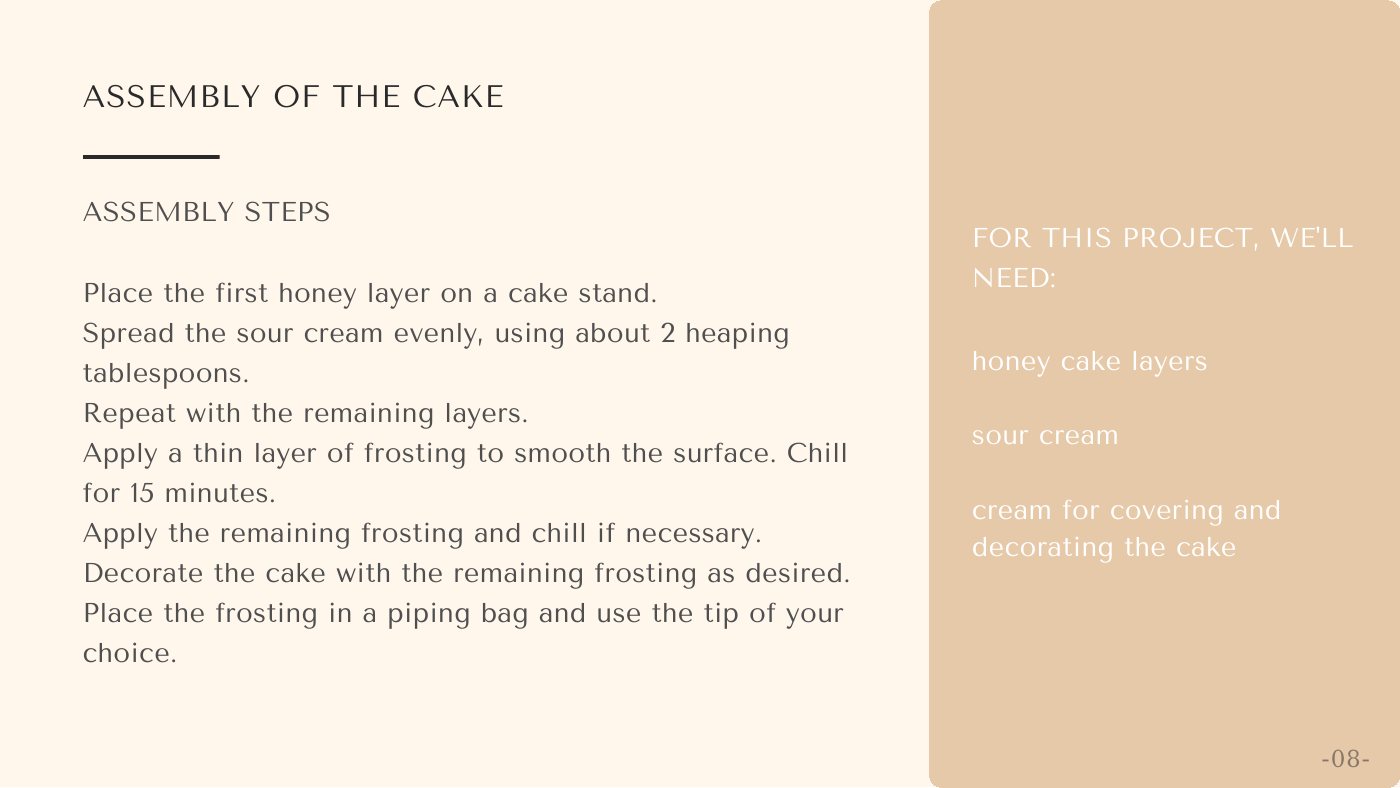 ASSEMBLY OF THE CAKE
ASSEMBLY STEPS
Place the first honey layer on a cake stand.
Spread the sour cream evenly, using about 2 heaping
tablespoons.
Repeat with the remaining layers.
Apply a thin layer of frosting to smooth the surface. Chill
for 15 minutes.
Apply the remaining frosting and chill if necessary.
Decorate the cake with the remaining frosting as desired.
Place the frosting in a piping bag and use the tip of your
choice.
FOR THIS PROJECT, WE'LL
NEED:
honey cake layers
sour cream
cream for covering and
decorating the cake
-08-